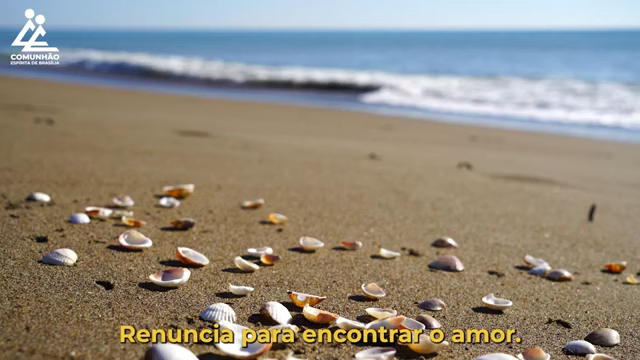 COMUNHÃO
ESPÍRITA DE BRASÍLIA
Renuncia para encontrar o amor.